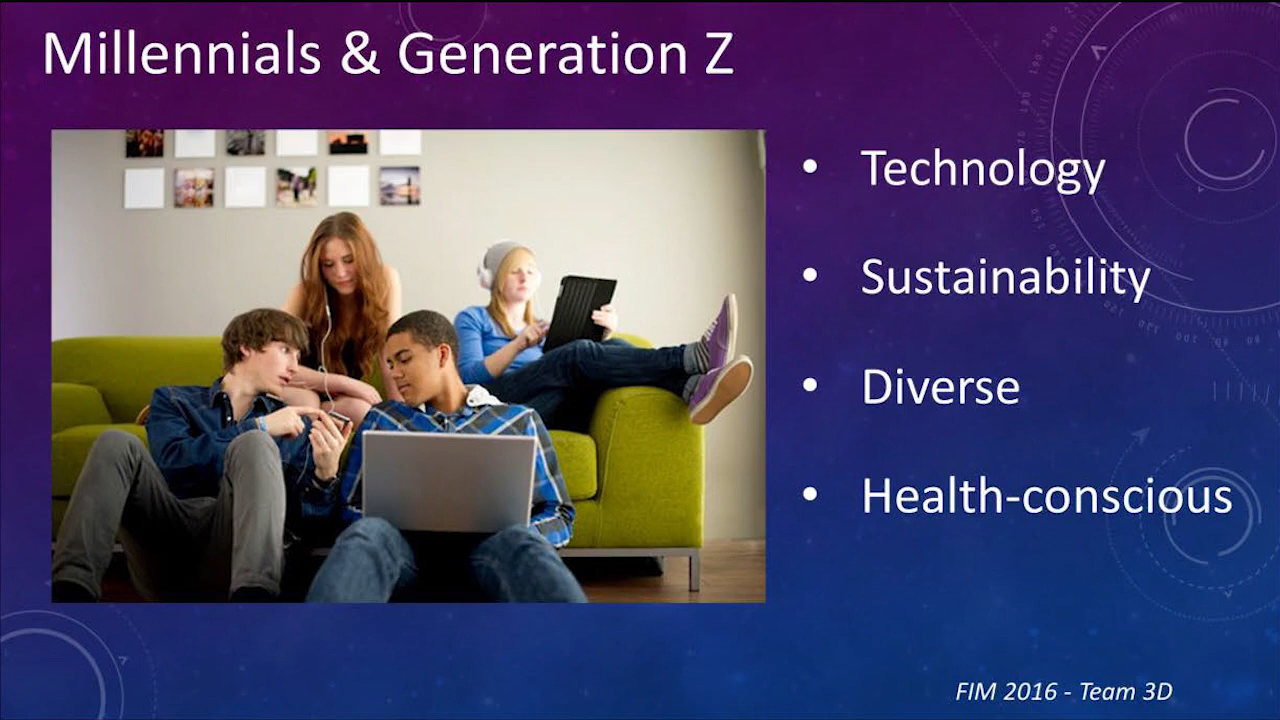 Millennials & Generation Z
• Technology
• Sustainability
• Diverse
• Health-conscious
FIM 2016 - Team 3D